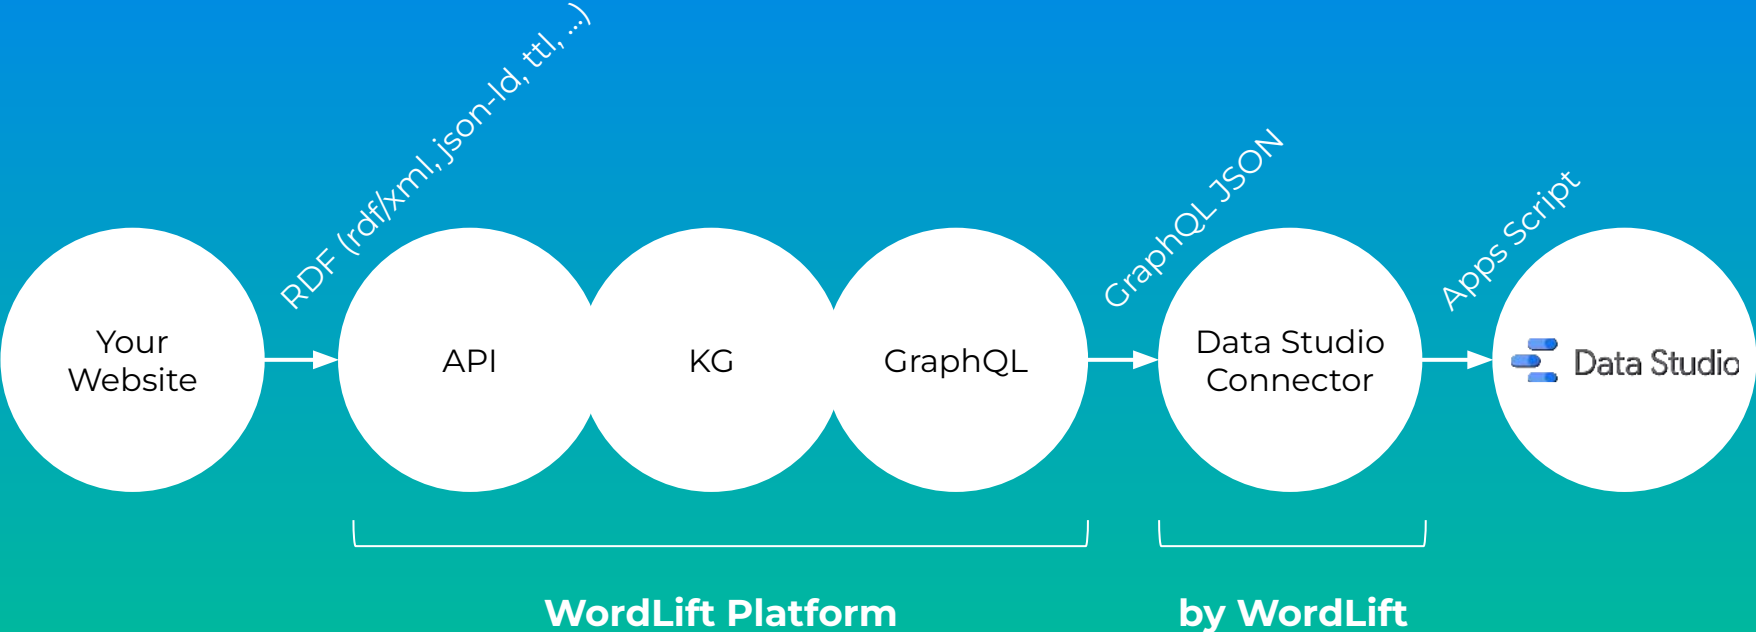 RDF (rdf/xml, json-ld, ttl, ...)
GraphQL JSON
Apps Script
Your
Website
API
KG
GraphQL
Data Studio
Connector
Data Studio
WordLift Platform
by WordLift